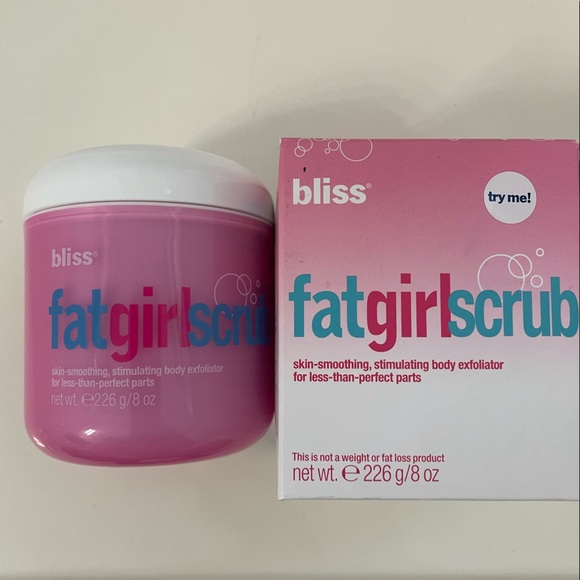 bliss®
fatgirlscrub
skin-smoothing, stimulating body exfoliator
for less-than-perfect parts
net wt. ℮226 g/8 oz
bliss®
try me!
fatgirlscrub
skin-smoothing, stimulating body exfoliator
for less-than-perfect parts
This is not a weight or fat loss product
net wt. ℮ 226 g/8 oz